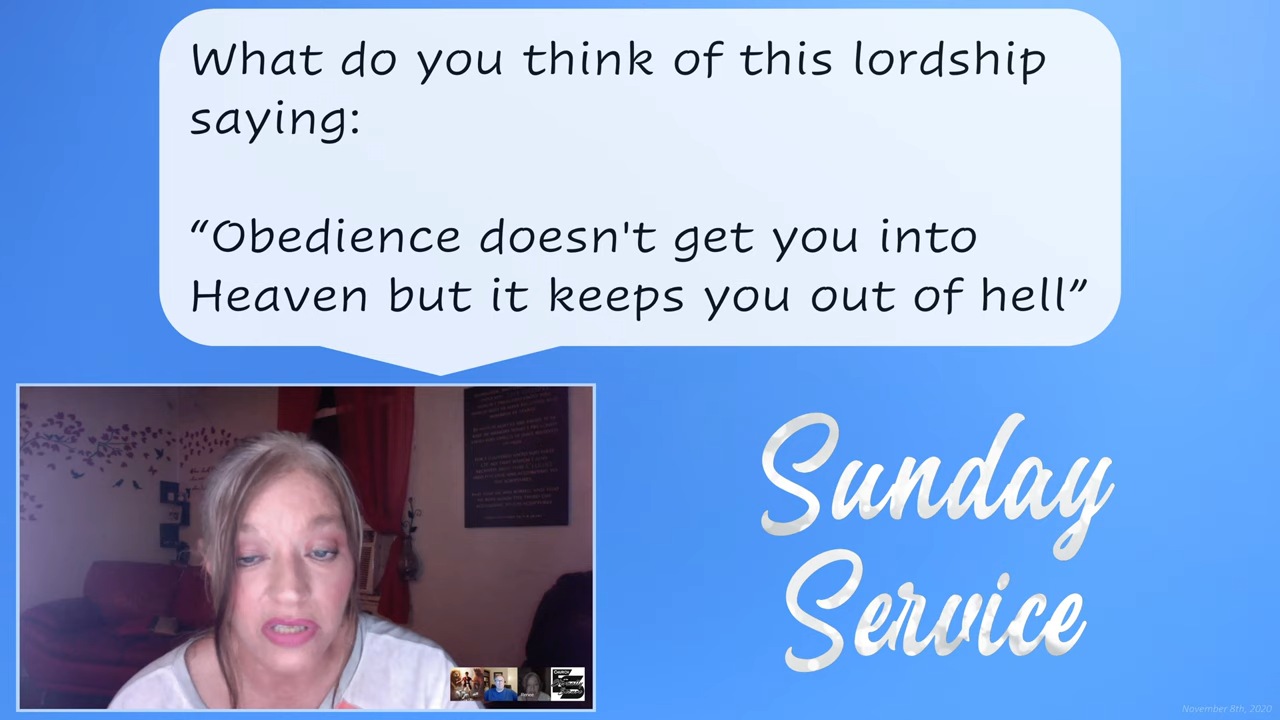 What do you think of this lordship
saying:
“Obedience doesn't get you into
Heaven but it keeps you out of hell”
Sunday
Service
November 8th, 2020